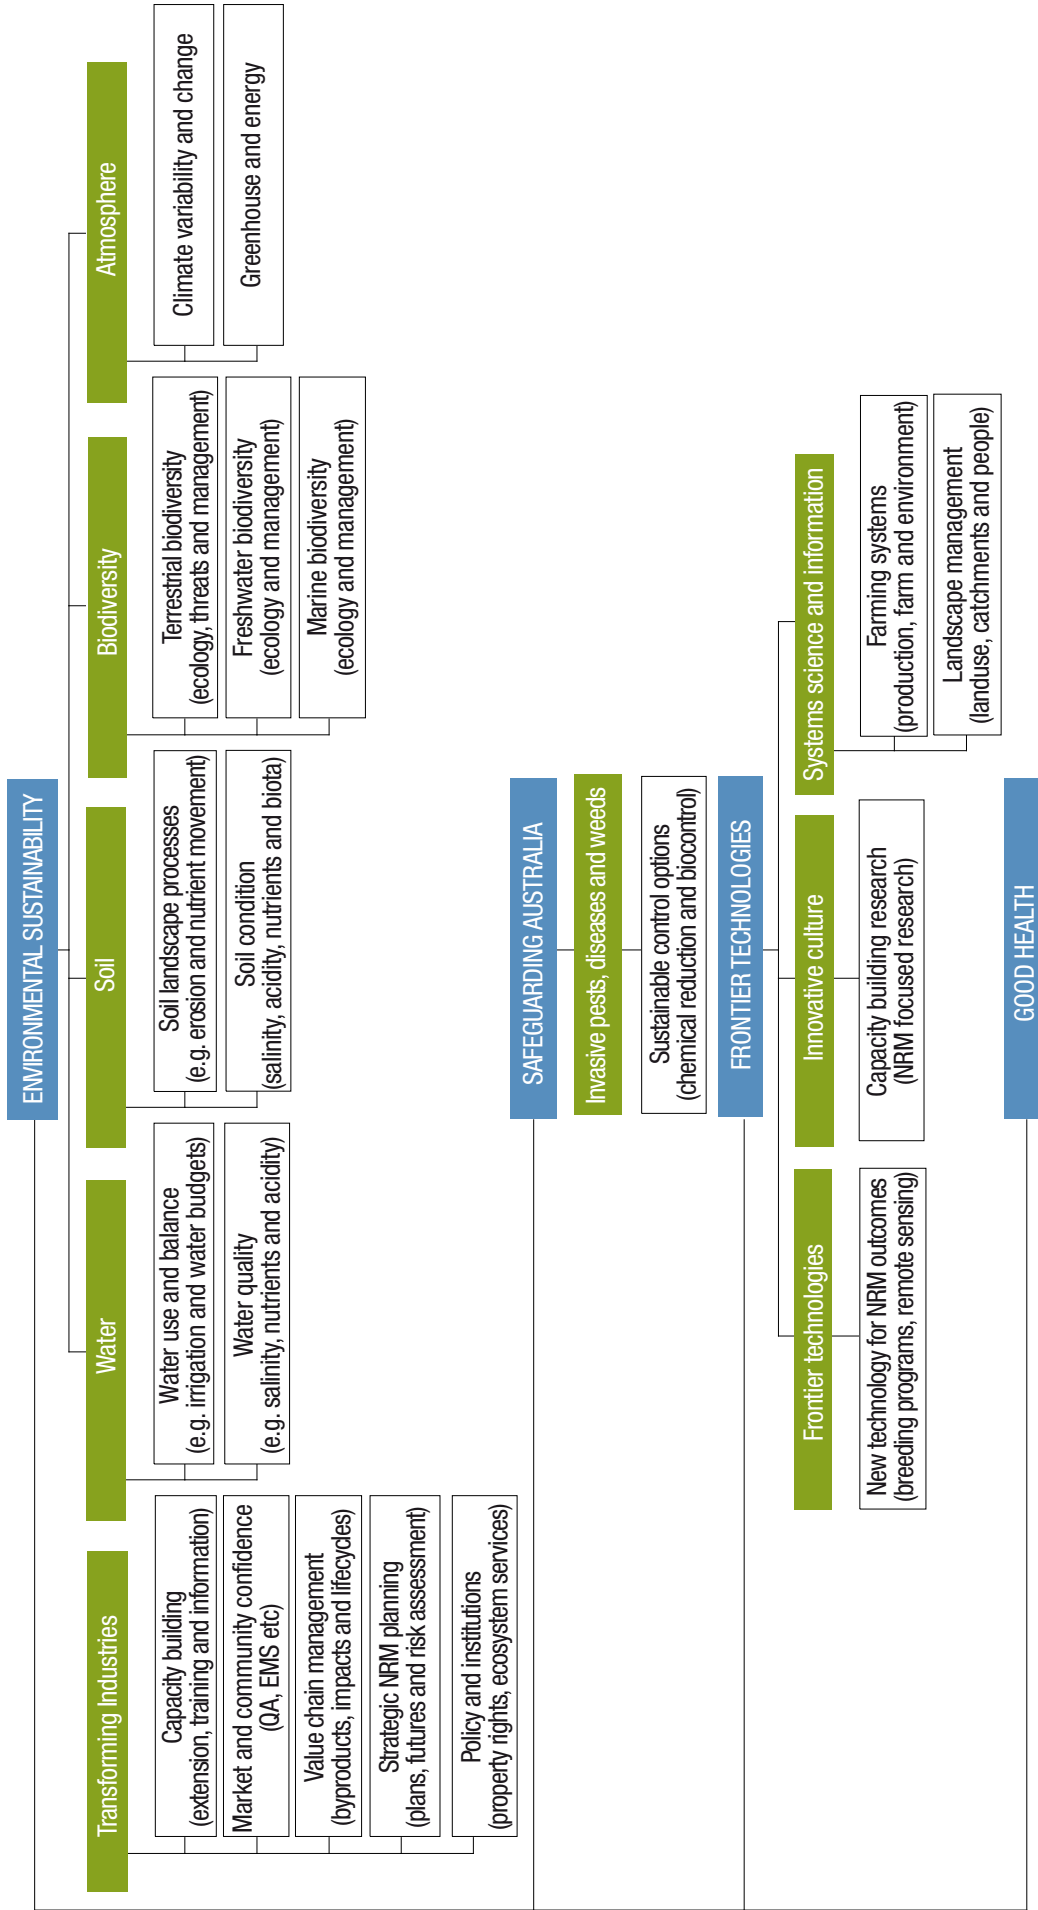 ENVIRONMENTAL SUSTAINABILITY
Transforming Industries
Capacity building
(extension, training and information)
Market and community confidence
(QA, EMS etc)
Value chain management
(byproducts, impacts and lifecycles)
Strategic NRM planning
(plans, futures and risk assessment)
Policy and institutions
(property rights, ecosystem services)
Water
Water use and balance
(e.g. irrigation and water budgets)
Water quality
(e.g. salinity, nutrients and acidity)
Soil
Soil landscape processes
(e.g. erosion and nutrient movement)
Soil condition
(salinity, acidity, nutrients and biota)
Biodiversity
Terrestrial biodiversity
(ecology, threats and management)
Freshwater biodiversity
(ecology and management)
Marine biodiversity
(ecology and management)
Atmosphere
Climate variability and change
Greenhouse and energy
SAFEGUARDING AUSTRALIA
Invasive pests, diseases and weeds
Sustainable control options
(chemical reduction and biocontrol)
FRONTIER TECHNOLOGIES
Frontier technologies
New technology for NRM outcomes
(breeding programs, remote sensing)
Innovative culture
Capacity building research
(NRM focused research)
Systems science and information
Farming systems
(production, farm and environment)
Landscape management
(landuse, catchments and people)
GOOD HEALTH